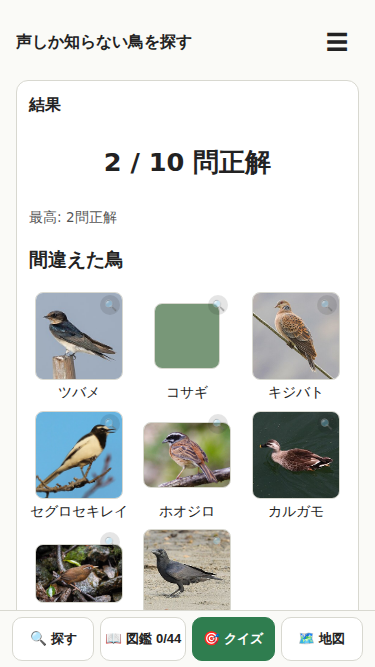 声しか知らない鳥を探す
結果
2 / 10 問正解
最高: 2問正解
間違えた鳥
ツバメ
コサギ
キジバト
セグロセキレイ
ホオジロ
カルガモ
探す
図鑑 0/44
クイズ
地図